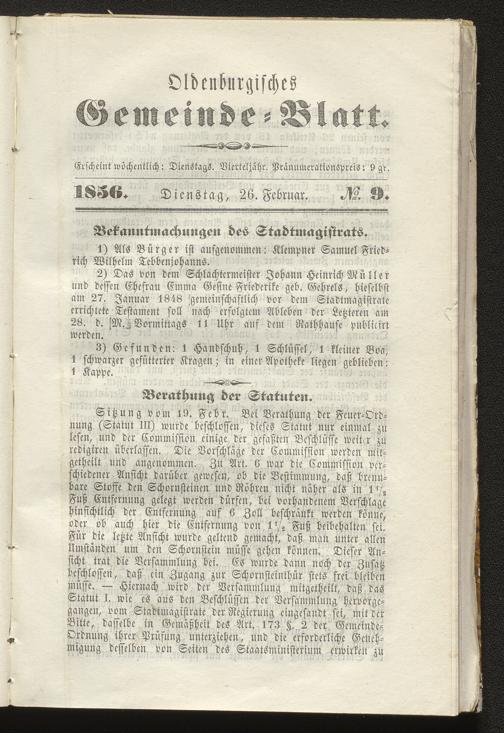 Oldenburgisches
Gemeinde-Blatt.
Erscheint wöchentlich: Dienstags. Vierteljähr. Pränumerationspreis: 9 gr.
1856. Dienstag, 26. Februar. № 9.
Bekanntmachungen des Stadtmagistrats.
1) Als Bürger ist aufgenommen: Klempner Samuel Fried-
rich Wilhelm Tebbenjohanns.
2) Das von dem Schlachtermeister Johann Heinrich Müller
und dessen Ehefrau Emma Gesine Friederike geb. Gehrels, hieselbst
am 27. Januar 1848 gemeinschaftlich vor dem Stadtmagistrate
errichtete Testament soll nach erfolgtem Ableben der Letzteren am
28. d. M. Vormittags 11 Uhr auf dem Rathhause publicirt
werden.
3) Gefunden: 1 Handschuh, 1 Schlüssel, 1 kleiner Boa,
1 schwarzer gefütterter Kragen; in einer Apotheke liegen geblieben:
1 Kappe.
Berathung der Statuten.
Sitzung vom 19. Febr. Bei Berathung der Feuer-Ord-
nung (Statut III) wurde beschlossen, dieses Statut nur einmal zu
lesen, und der Commission einige der gefaßten Beschlüsse weiter zu
redigiren überlassen. Die Vorschläge der Commission werden mit-
getheilt und angenommen. Zu Art. 6 war die Commission ver-
schiedener Ansicht darüber gewesen, ob die Bestimmung, daß brenn-
bare Stoffe den Schornsteinen und Röhren nicht näher als in 1½
Fuß Entfernung gelegt werden dürfen, bei vorhandenem Verschlage
hinsichtlich der Entfernung auf 6 Zoll beschränkt werden könne,
oder ob auch hier die Entfernung von 1½ Fuß beibehalten sei.
Für die letzte Ansicht wurde geltend gemacht, daß man unter allen
Umständen um den Schornstein müsse gehen können. Dieser An-
sicht trat die Versammlung bei. Es wurde dann noch der Zusatz
beschlossen, daß ein Zugang zur Schornsteinthür stets frei bleiben
müsse. — Hiernach wird der Versammlung mitgetheilt, daß das
Statut I. wie es aus den Beschlüssen der Versammlung hervorge-
gangen, vom Stadtmagistrate der Regierung eingesandt sei, mit der
Bitte, dasselbe in Gemäßheit des Art. 173 §. 2 der Gemeinde-
Ordnung ihrer Prüfung unterziehen, und die erforderliche Geneh-
migung desselben von Seiten des Staatsministerium erwirken zu